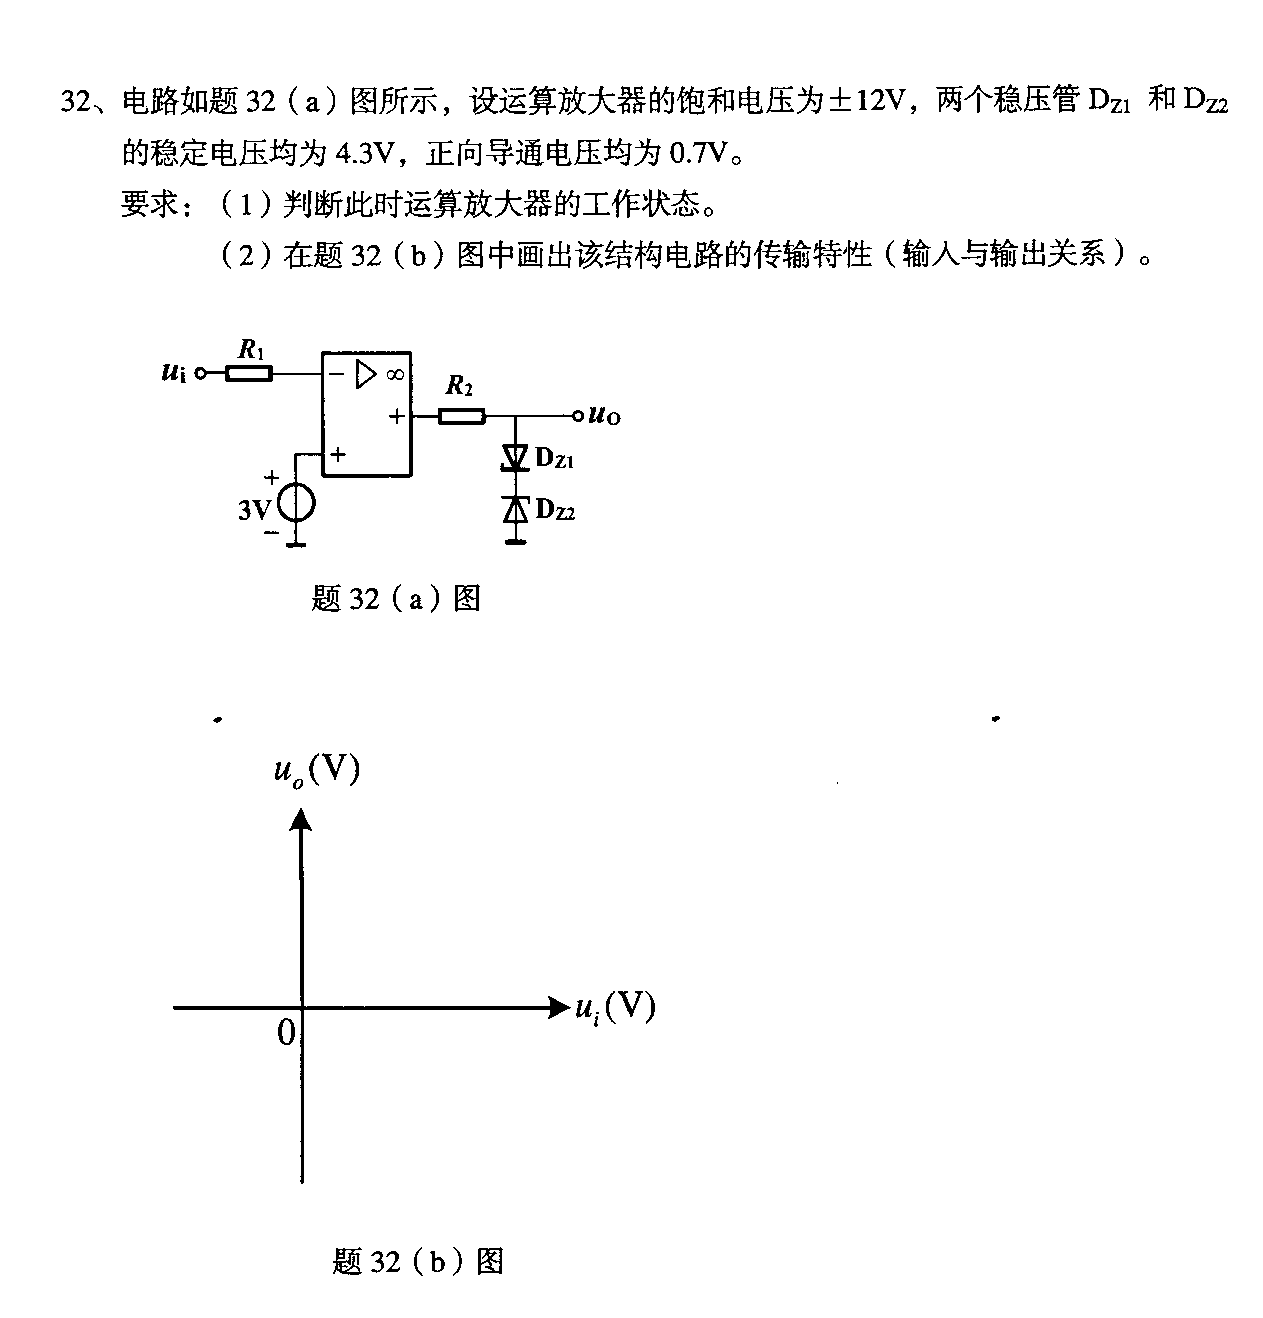 32、电路如题 32（a）图所示，设运算放大器的饱和电压为±12V，两个稳压管 DZ1 和 DZ2
的稳定电压均为 4.3V，正向导通电压均为 0.7V。
要求：（1）判断此时运算放大器的工作状态。
（2）在题 32（b）图中画出该结构电路的传输特性（输入与输出关系）。
R1
ui
− ▷ ∞
R2
+
uO
+
DZ1
+
3V
DZ2
−
题 32（a）图
uo(V)
ui(V)
0
题 32（b）图